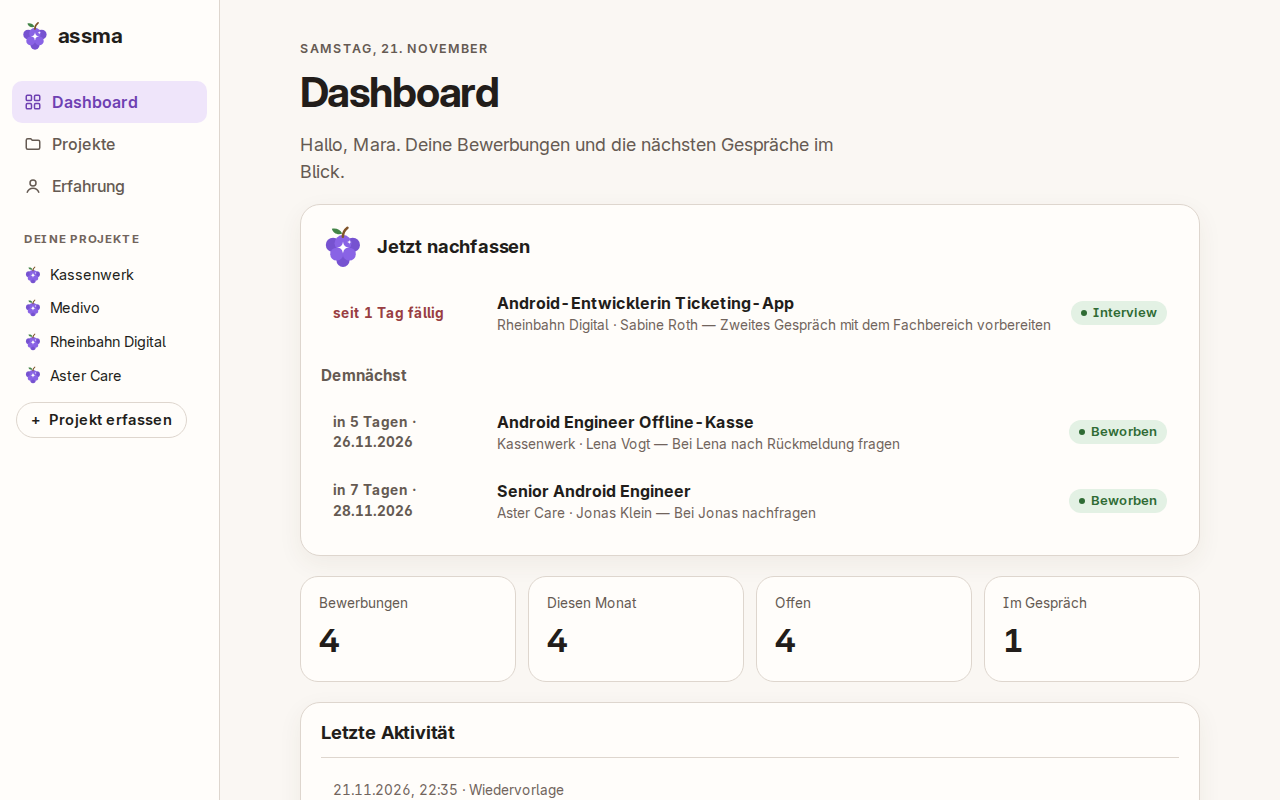 assma
Dashboard
Projekte
Erfahrung
DEINE PROJEKTE
Kassenwerk
Medivo
Rheinbahn Digital
Aster Care
+ Projekt erfassen
SAMSTAG, 21. NOVEMBER
Dashboard
Hallo, Mara. Deine Bewerbungen und die nächsten Gespräche im
Blick.
Jetzt nachfassen
seit 1 Tag fällig
Android-Entwicklerin Ticketing-App
Rheinbahn Digital · Sabine Roth — Zweites Gespräch mit dem Fachbereich vorbereiten
Interview
Demnächst
in 5 Tagen ·
26.11.2026
Android Engineer Offline-Kasse
Kassenwerk · Lena Vogt — Bei Lena nach Rückmeldung fragen
Beworben
in 7 Tagen ·
28.11.2026
Senior Android Engineer
Aster Care · Jonas Klein — Bei Jonas nachfragen
Beworben
Bewerbungen
4
Diesen Monat
4
Offen
4
Im Gespräch
1
Letzte Aktivität
21.11.2026, 22:35 · Wiedervorlage